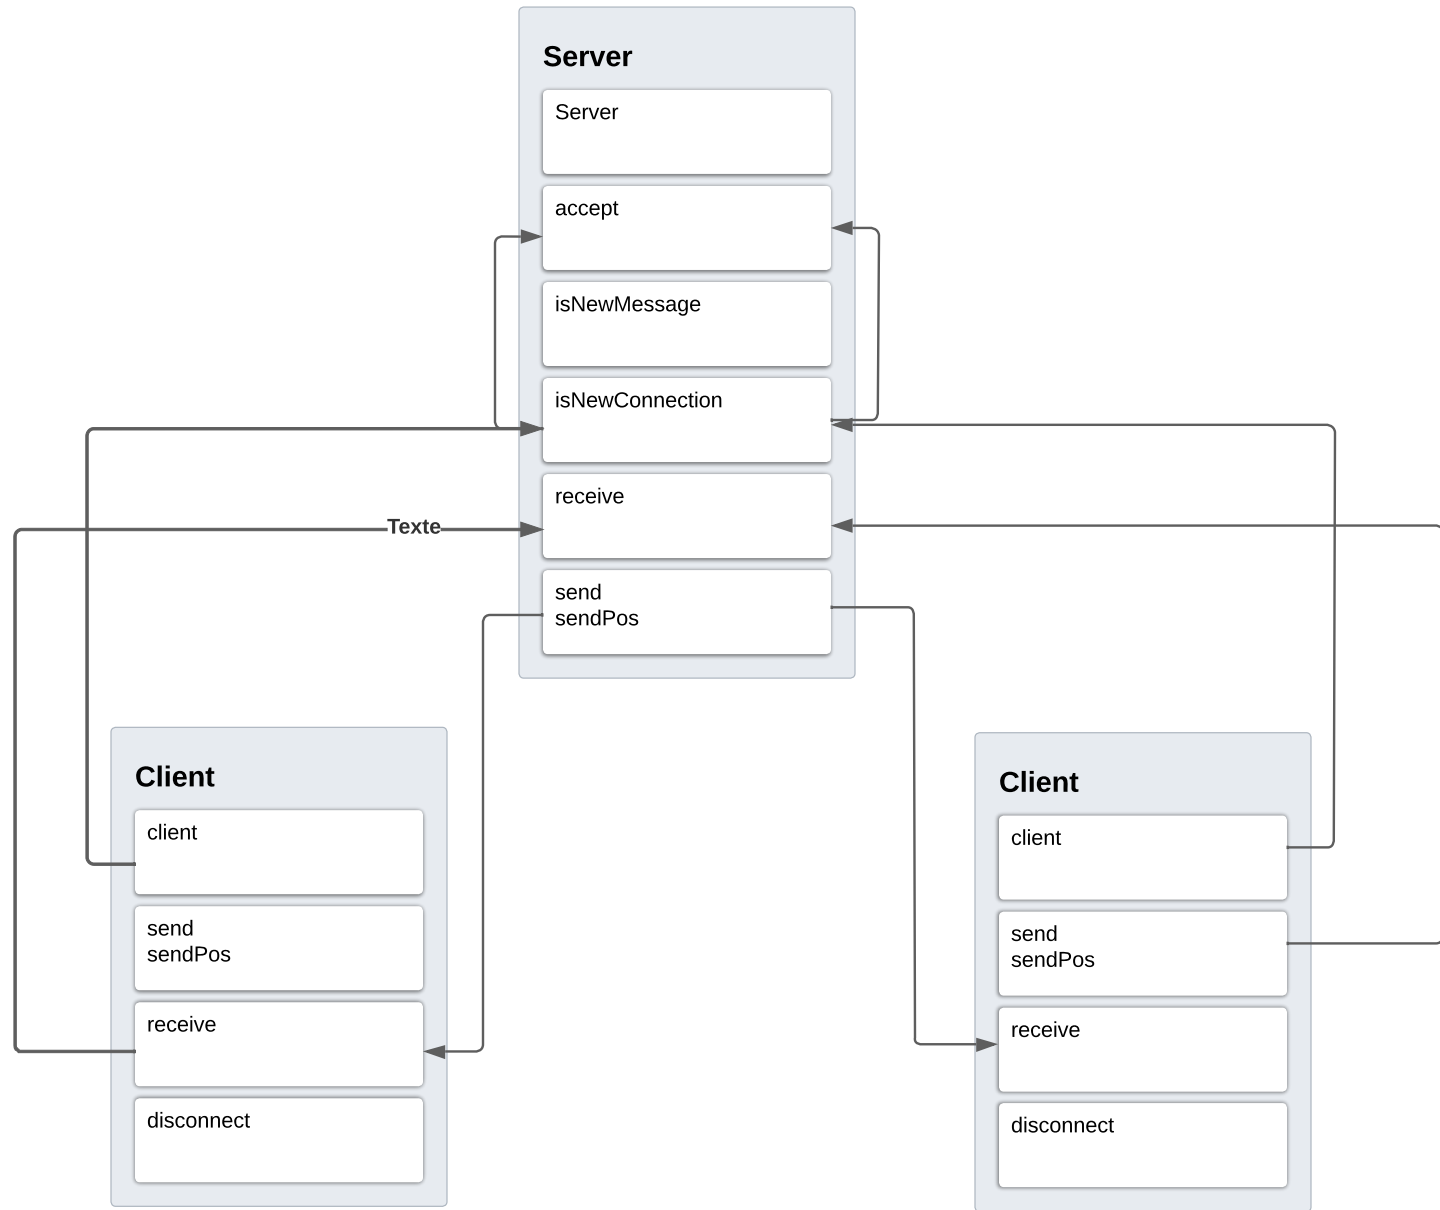 Server
Server
accept
isNewMessage
isNewConnection
receive
Texte
send
sendPos
Client
client
send
sendPos
receive
disconnect
Client
client
send
sendPos
receive
disconnect